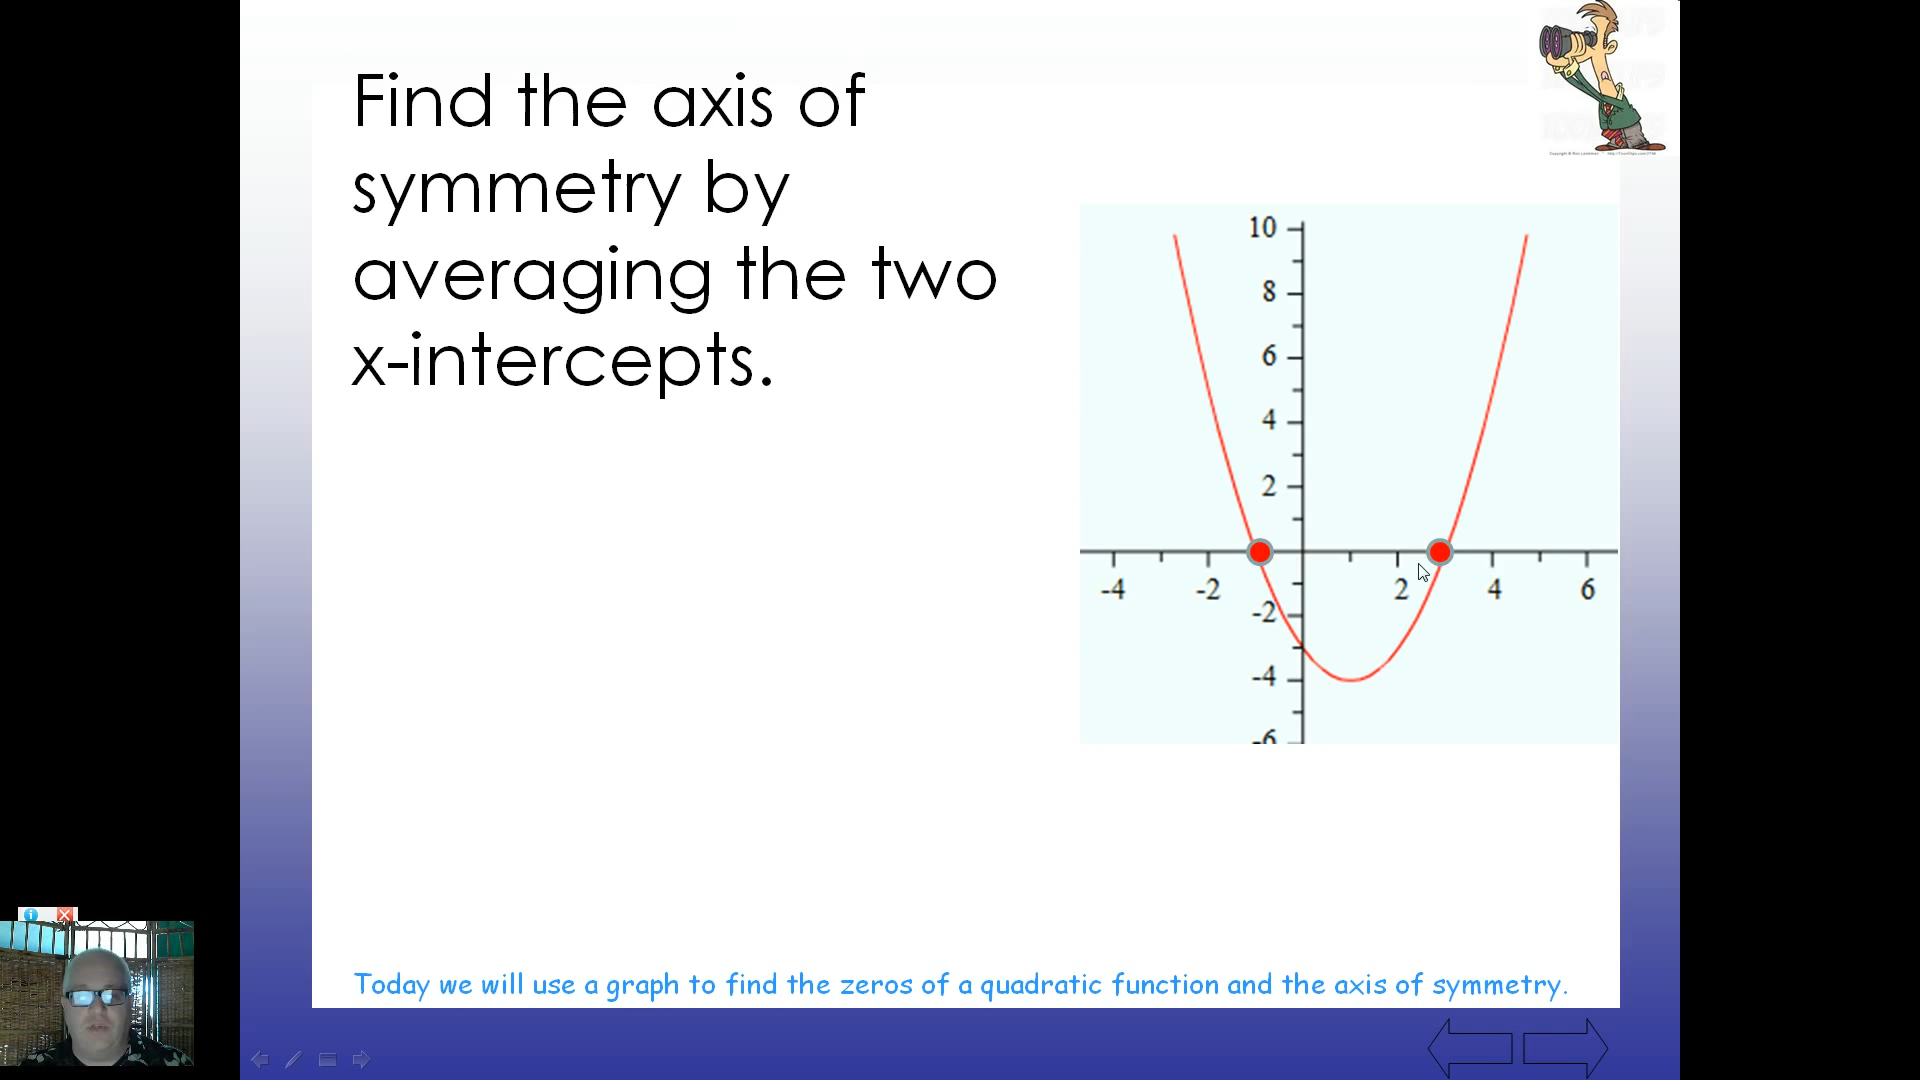 Find the axis of
symmetry by
averaging the two
x-intercepts.
10
8
6
4
2
-4 -2 2 4 6
-2
-4
-6
Today we will use a graph to find the zeros of a quadratic function and the axis of symmetry.